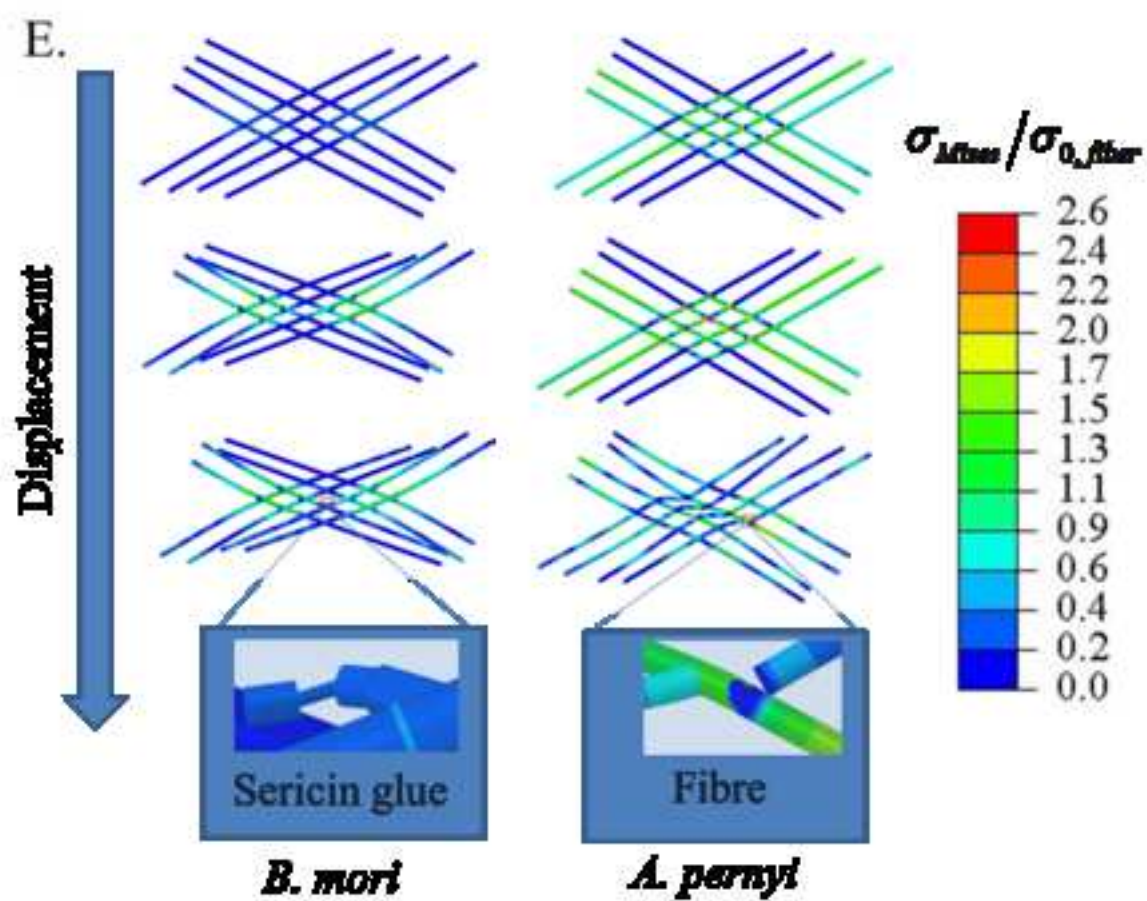 E.
σMises/σ0,fiber
2.6
2.4
2.2
2.0
1.7
1.5
1.3
1.1
0.9
0.6
0.4
0.2
0.0
Displacement
Sericin glue
Fibre
B. mori
A. pernyi